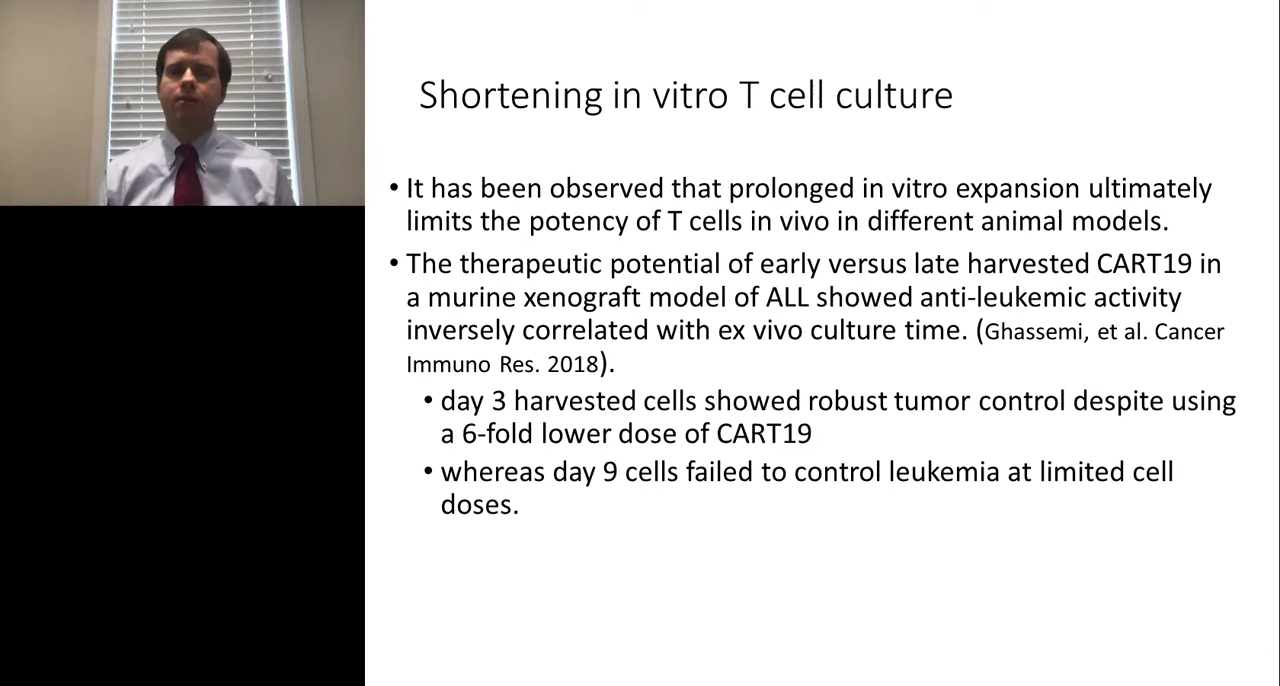 Shortening in vitro T cell culture
• It has been observed that prolonged in vitro expansion ultimately
limits the potency of T cells in vivo in different animal models.
• The therapeutic potential of early versus late harvested CART19 in
a murine xenograft model of ALL showed anti-leukemic activity
inversely correlated with ex vivo culture time. (Ghassemi, et al. Cancer
Immuno Res. 2018).
• day 3 harvested cells showed robust tumor control despite using
a 6-fold lower dose of CART19
• whereas day 9 cells failed to control leukemia at limited cell
doses.